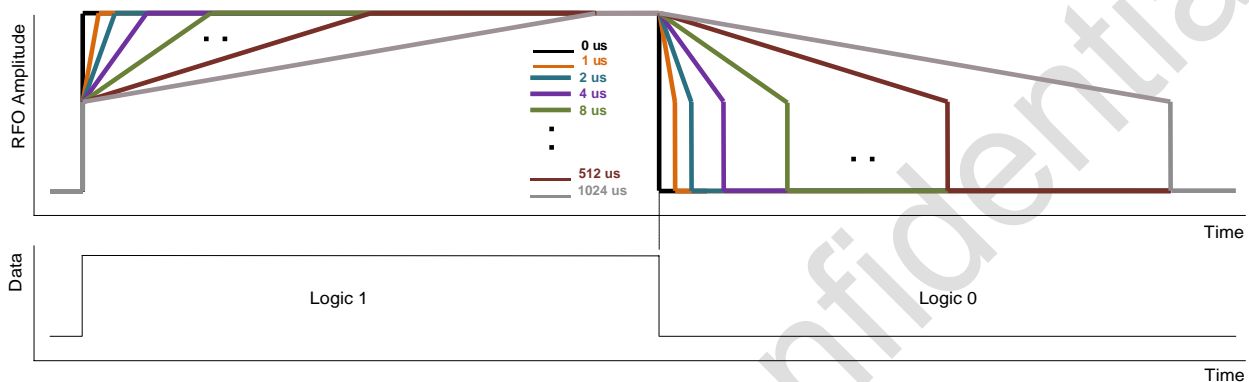 RFO Amplitude
0 us
1 us
2 us
4 us
8 us
512 us
1024 us
Time
Data
Logic 1
Logic 0
Time